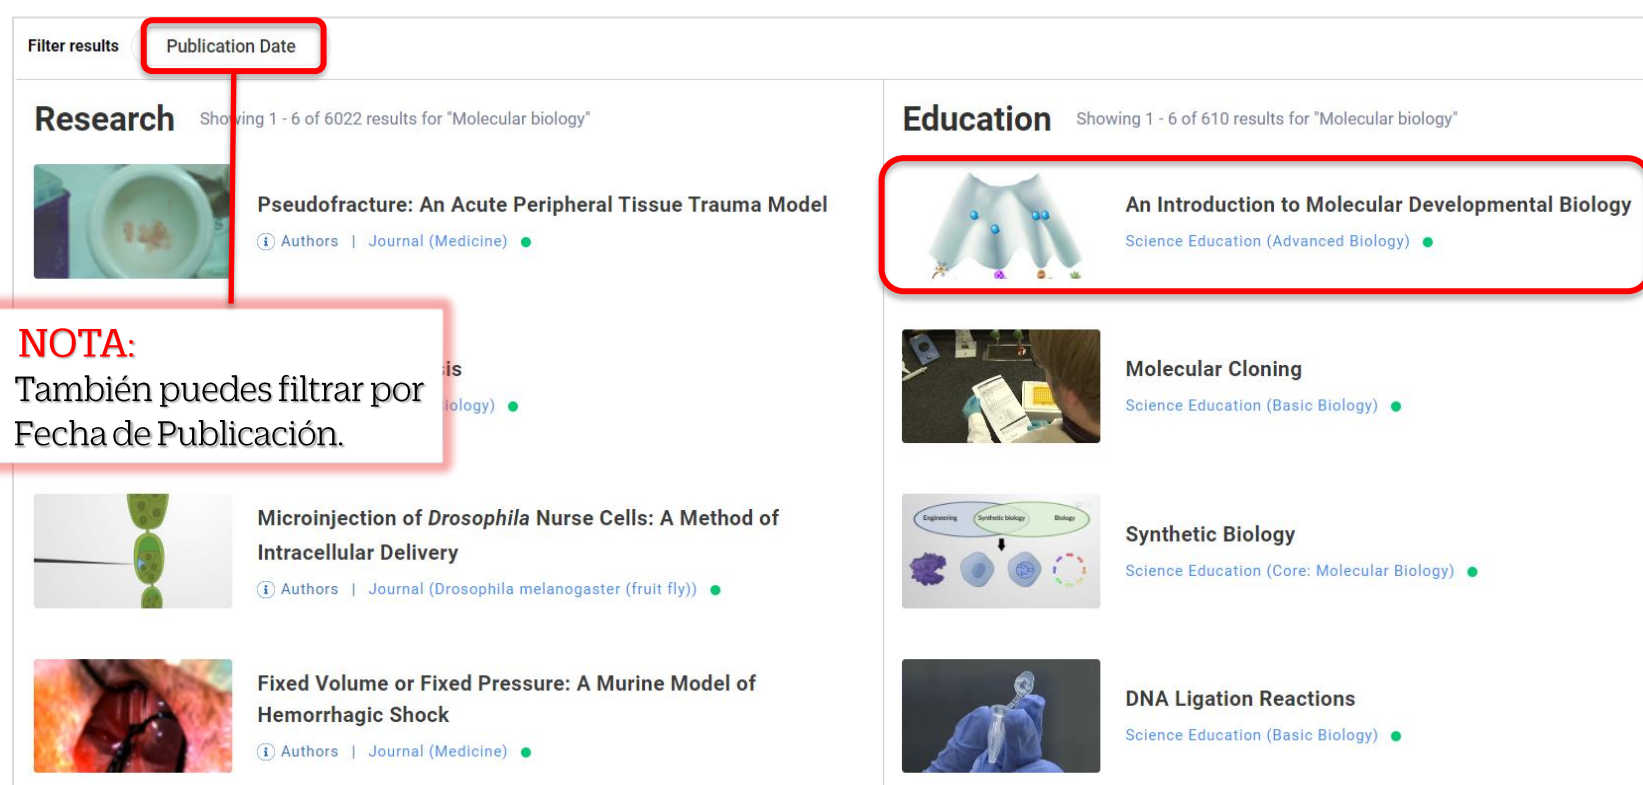 Filter results
Publication Date
Research
Showing 1 - 6 of 6022 results for "Molecular biology"
Pseudofracture: An Acute Peripheral Tissue Trauma Model
Authors | Journal (Medicine)
NOTA:
También puedes filtrar por
Fecha de Publicación.
Microinjection of Drosophila Nurse Cells: A Method of
Intracellular Delivery
Authors | Journal (Drosophila melanogaster (fruit fly))
Fixed Volume or Fixed Pressure: A Murine Model of
Hemorrhagic Shock
Authors | Journal (Medicine)
Education
Showing 1 - 6 of 610 results for "Molecular biology"
An Introduction to Molecular Developmental Biology
Science Education (Advanced Biology)
Molecular Cloning
Science Education (Basic Biology)
Engineering
Synthetic biology
Biology
Synthetic Biology
Science Education (Core: Molecular Biology)
DNA Ligation Reactions
Science Education (Basic Biology)